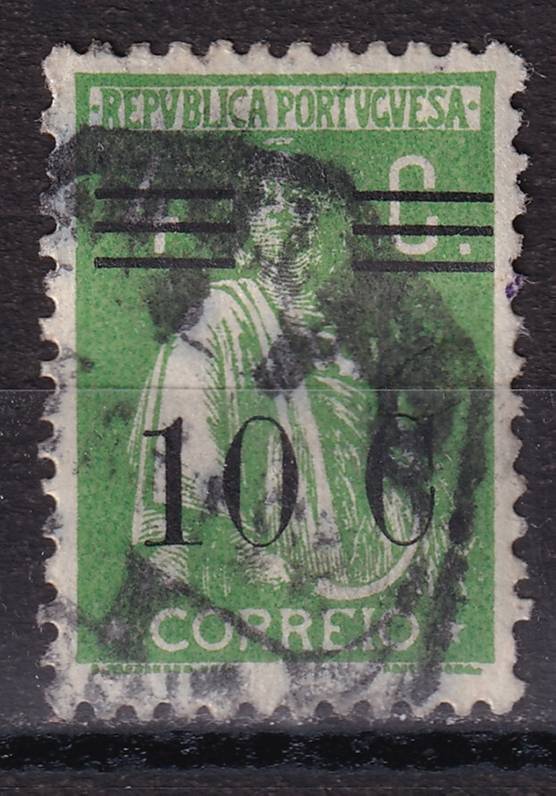 ·REPVBLICA PORTVGVESA·
C.
10 C
CORREIO